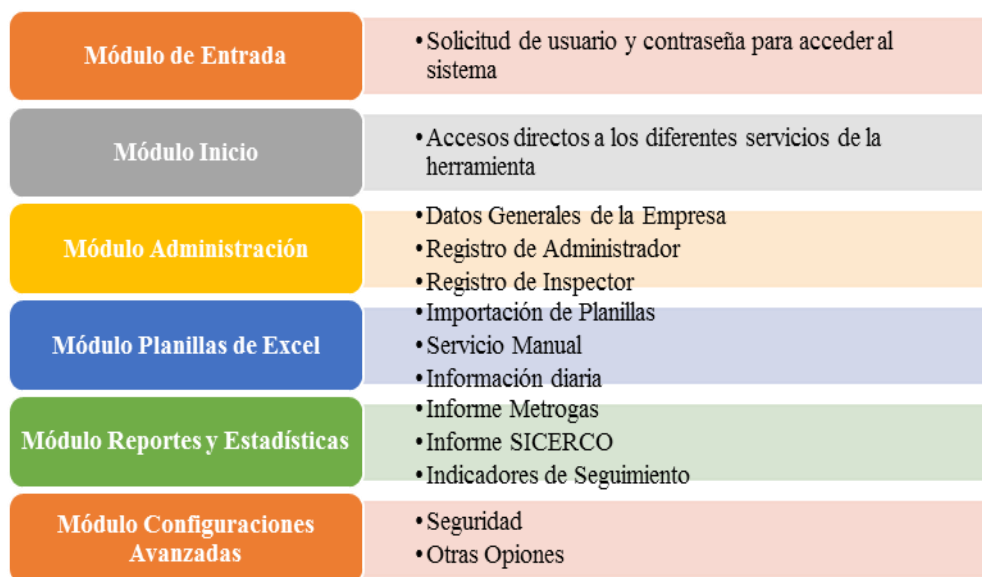 Módulo de Entrada
•Solicitud de usuario y contraseña para acceder al
sistema
Módulo Inicio
•Accesos directos a los diferentes servicios de la
herramienta
Módulo Administración
•Datos Generales de la Empresa
•Registro de Administrador
•Registro de Inspector
Módulo Planillas de Excel
•Importación de Planillas
•Servicio Manual
•Información diaria
Módulo Reportes y Estadísticas
•Informe Metrogas
•Informe SICERCO
•Indicadores de Seguimiento
Módulo Configuraciones
Avanzadas
•Seguridad
•Otras Opiones